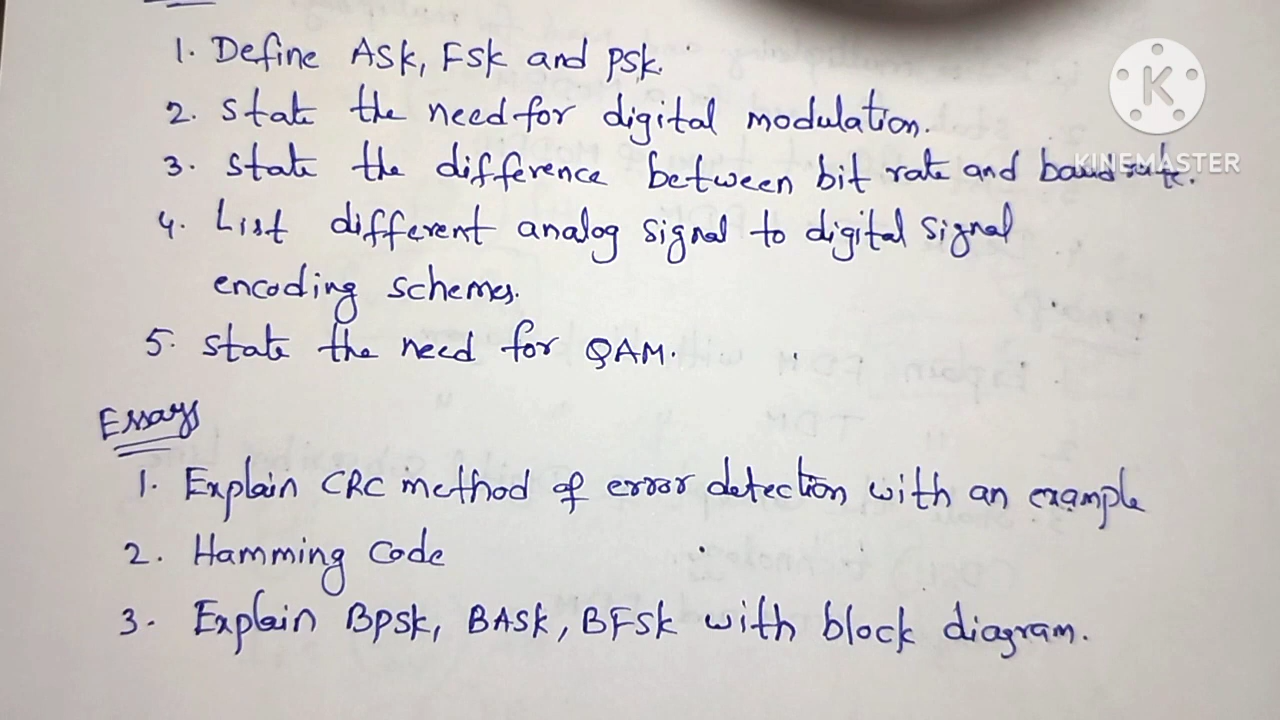 1. Define ASK, FSK and PSK.
2. State the need for digital modulation.
3. State the difference between bit rate and baud rate.
KINEMASTER
4. List different analog signal to digital signal
encoding schemes.
5. State the need for QAM.
Essays
1. Explain CRC method of error detection with an example
2. Hamming Code
3. Explain BPSK, BASK, BFSK with block diagram.